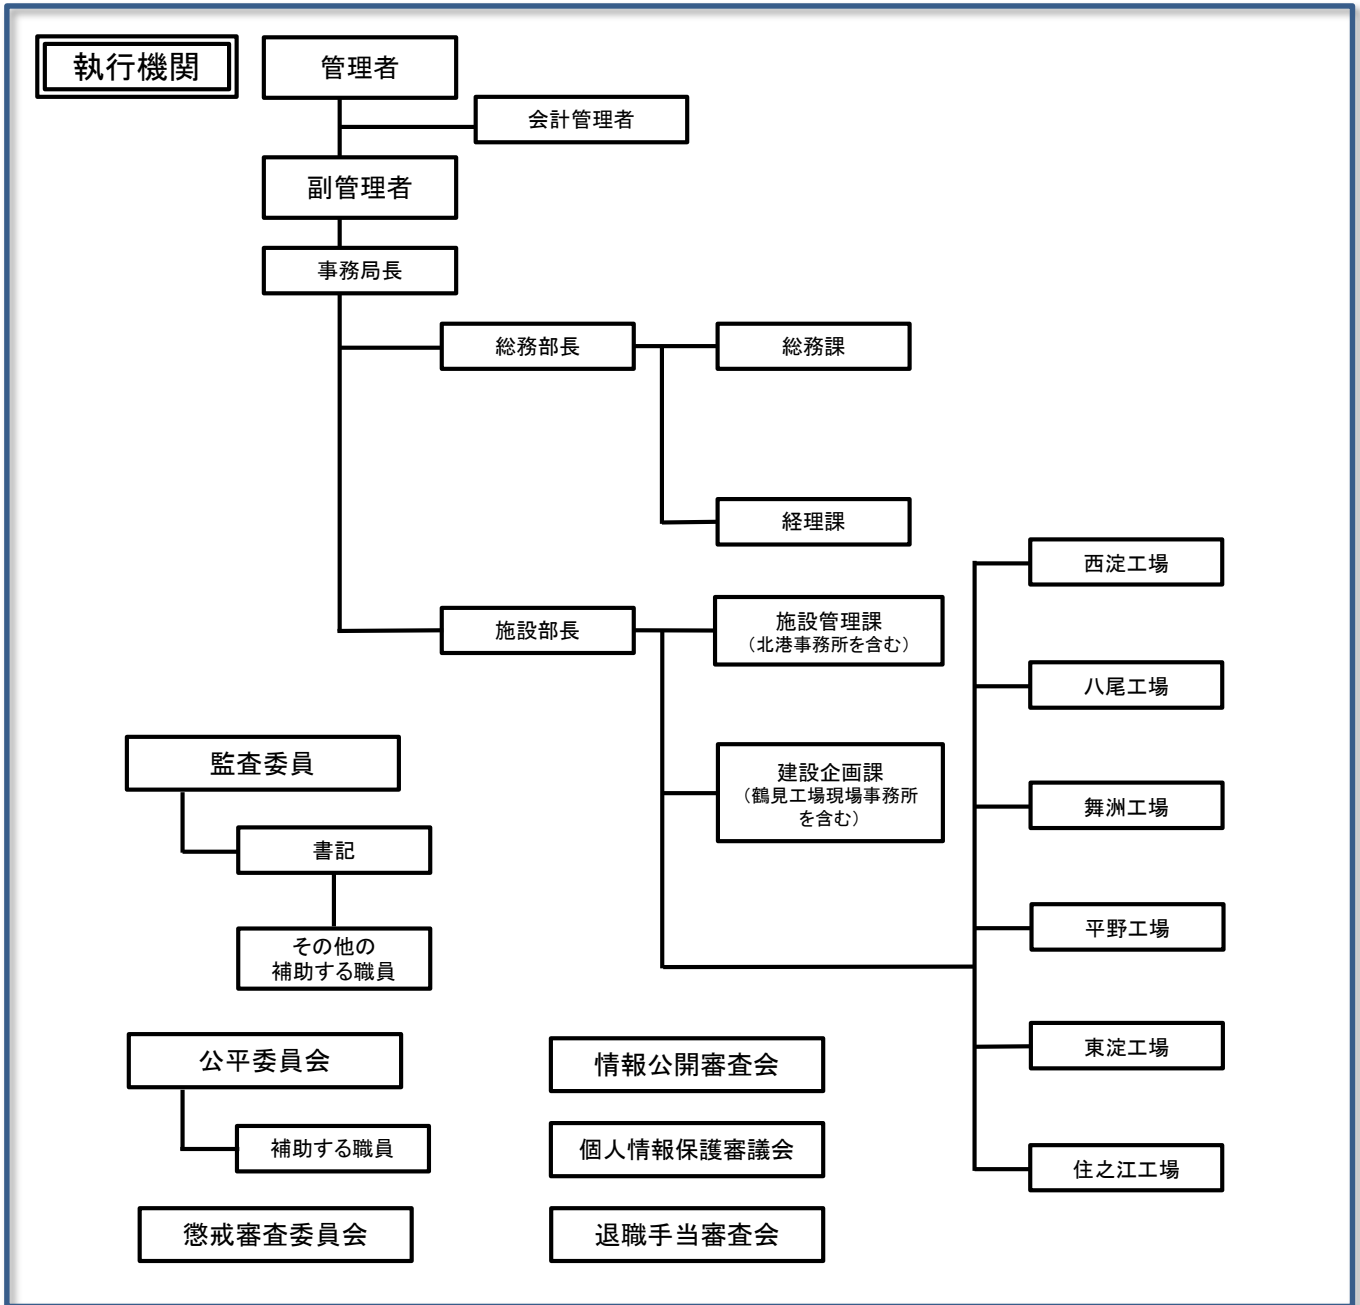 執行機関
管理者
会計管理者
副管理者
事務局長
総務部長
総務課
経理課
施設部長
施設管理課
（北港事務所を含む）
建設企画課
（鶴見工場現場事務所
を含む）
西淀工場
八尾工場
舞洲工場
平野工場
東淀工場
住之江工場
監査委員
書記
その他の
補助する職員
公平委員会
補助する職員
懲戒審査委員会
情報公開審査会
個人情報保護審議会
退職手当審査会